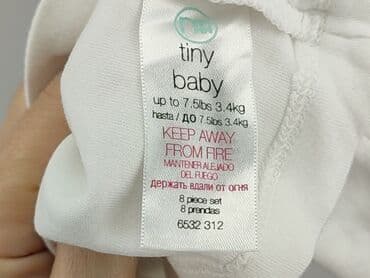 tiny
baby
up to 7.5lbs 3.4kg
hasta / до 7.5lbs 3.4kg
KEEP AWAY
FROM FIRE
MANTENER ALEJADO
DEL FUEGO
держать вдали от огня
8 piece set
8 prendas
6532 312